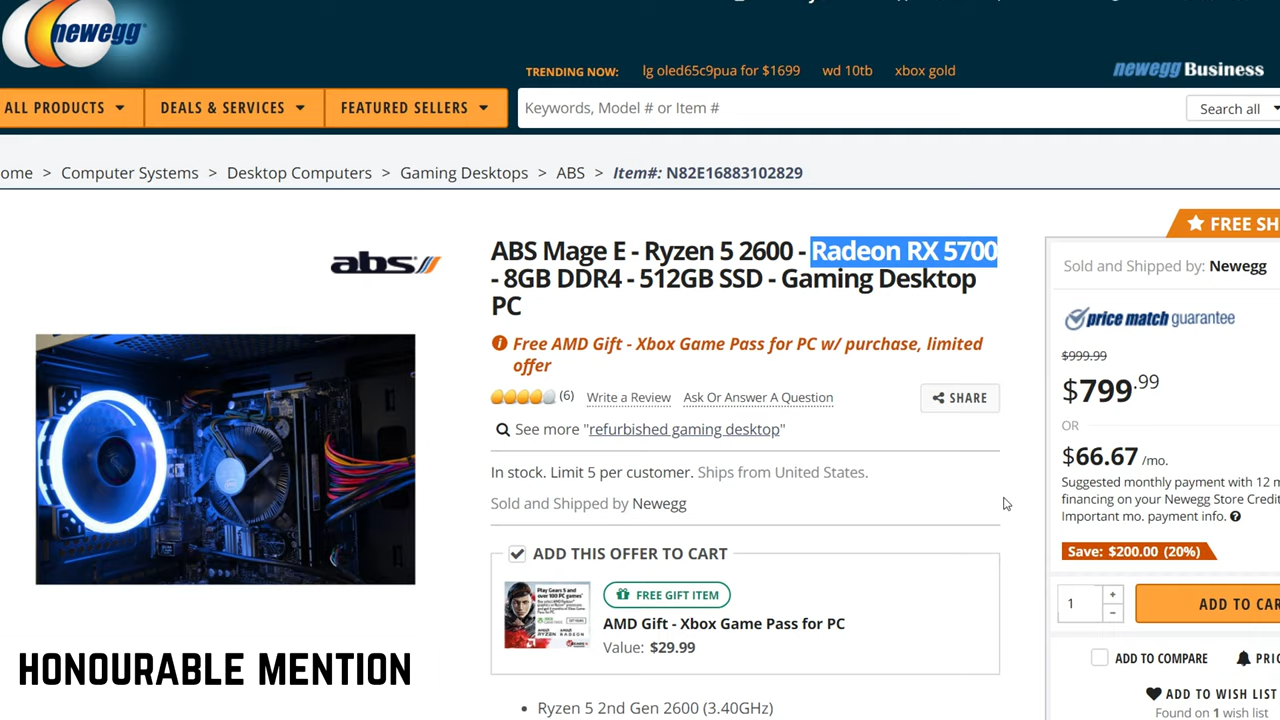 newegg
TRENDING NOW: lg oled65c9pua for $1699 wd 10tb xbox gold
newegg Business
ALL PRODUCTS DEALS & SERVICES FEATURED SELLERS Keywords, Model # or Item # Search all
ome > Computer Systems > Desktop Computers > Gaming Desktops > ABS > Item#: N82E16883102829
FREE SH
abs
ABS Mage E - Ryzen 5 2600 - Radeon RX 5700
- 8GB DDR4 - 512GB SSD - Gaming Desktop
PC
Free AMD Gift - Xbox Game Pass for PC w/ purchase, limited
offer
(6) Write a Review Ask Or Answer A Question SHARE
See more "refurbished gaming desktop"
In stock. Limit 5 per customer. Ships from United States.
Sold and Shipped by Newegg
ADD THIS OFFER TO CART
FREE GIFT ITEM
AMD Gift - Xbox Game Pass for PC
Value: $29.99
• Ryzen 5 2nd Gen 2600 (3.40GHz)
Sold and Shipped by: Newegg
price match guarantee
$999.99
$799.99
OR
$66.67 /mo.
Suggested monthly payment with 12 m
financing on your Newegg Store Credit
Important mo. payment info.
Save: $200.00 (20%)
1 + - ADD TO CAR
ADD TO COMPARE PRIC
ADD TO WISH LIST
Found on 1 wish list
HONOURABLE MENTION